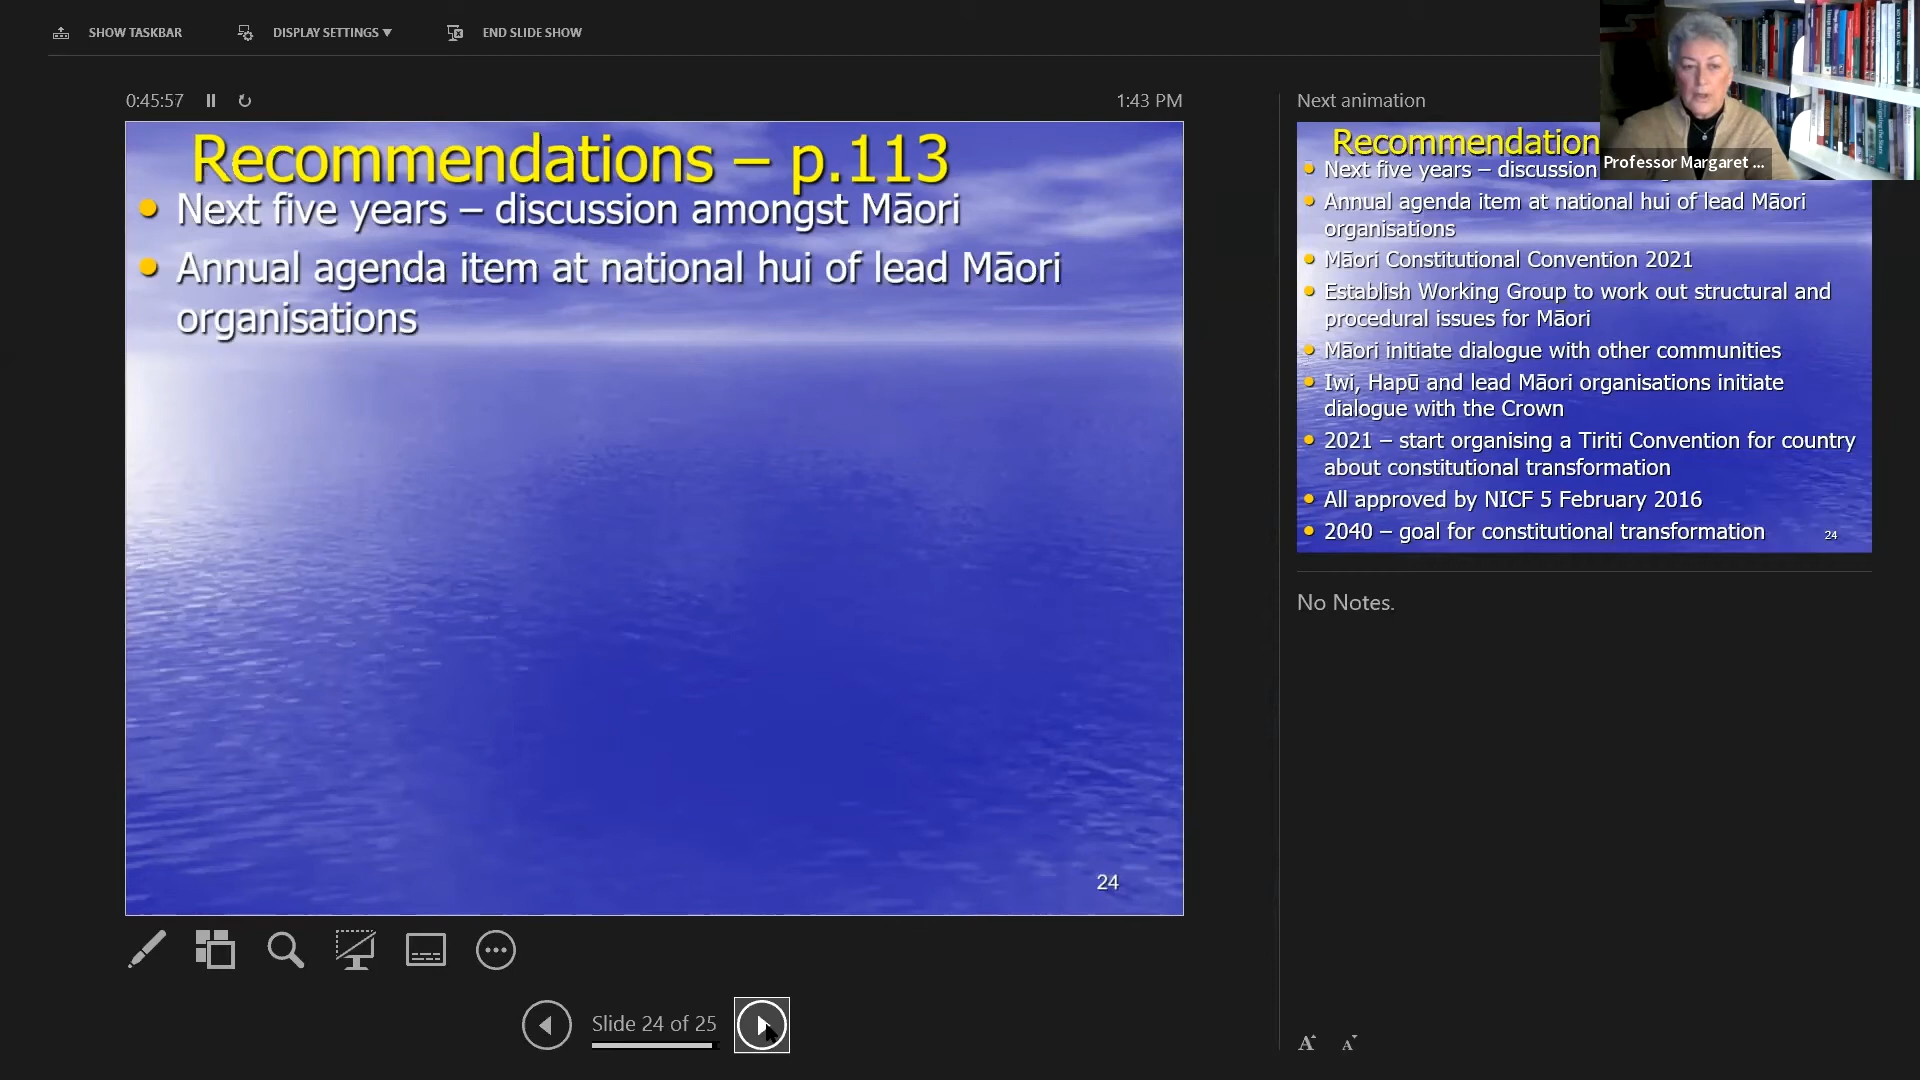 SHOW TASKBAR
DISPLAY SETTINGS ▼
END SLIDE SHOW
0:45:57
1:43 PM
Recommendations – p.113
Next five years – discussion amongst Māori
Annual agenda item at national hui of lead Māori
organisations
24
Slide 24 of 25
Next animation
Recommendation
Next five years – discussion
Annual agenda item at national hui of lead Māori
organisations
Māori Constitutional Convention 2021
Establish Working Group to work out structural and
procedural issues for Māori
Māori initiate dialogue with other communities
Iwi, Hapū and lead Māori organisations initiate
dialogue with the Crown
2021 – start organising a Tiriti Convention for country
about constitutional transformation
All approved by NICF 5 February 2016
2040 – goal for constitutional transformation
24
Professor Margaret ...
No Notes.
A A